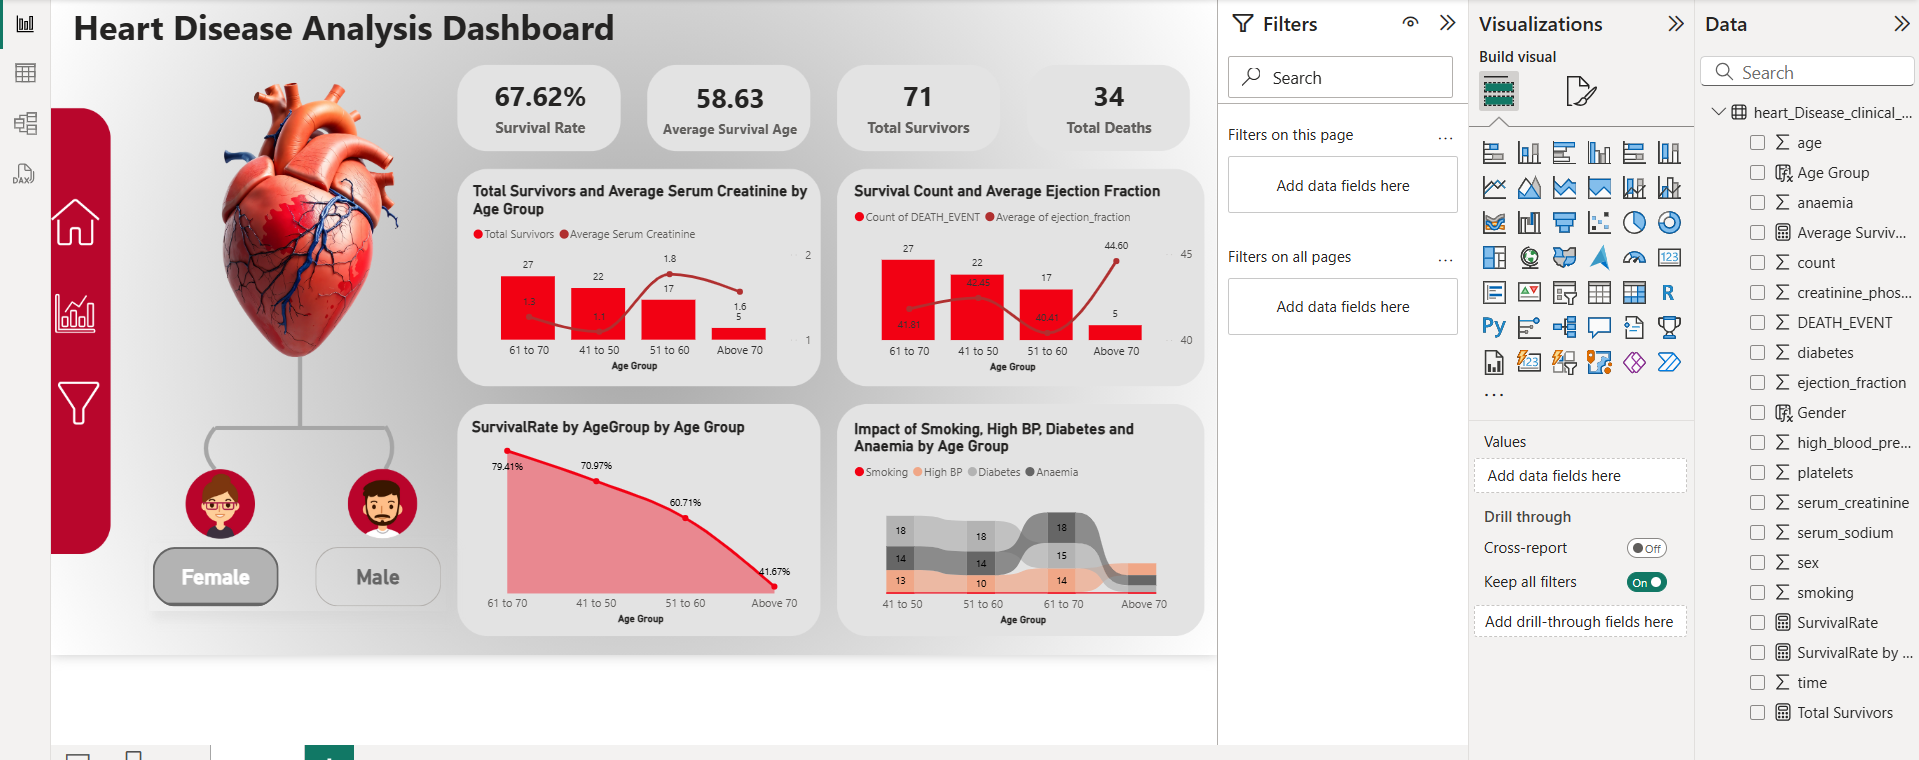 Heart Disease Analysis Dashboard
67.62%
Survival Rate
58.63
Average Survival Age
71
Total Survivors
34
Total Deaths
Total Survivors and Average Serum Creatinine by
Age Group
Total Survivors Average Serum Creatinine
27
22
1.8
17
1.3
1.1
1.6
5
2
1
61 to 70 41 to 50 51 to 60 Above 70
Age Group
Survival Count and Average Ejection Fraction
Count of DEATH_EVENT Average of ejection_fraction
27
22
17
44.60
5
41.81
42.45
40.41
45
40
61 to 70 41 to 50 51 to 60 Above 70
Age Group
Female
Male
SurvivalRate by AgeGroup by Age Group
79.41%
70.97%
60.71%
41.67%
61 to 70 41 to 50 51 to 60 Above 70
Age Group
Impact of Smoking, High BP, Diabetes and
Anaemia by Age Group
Smoking High BP Diabetes Anaemia
18 18 18
14 14 15
13 10 14
41 to 50 51 to 60 61 to 70 Above 70
Age Group
DAX
Filters
Search
Filters on this page ...
Add data fields here
Filters on all pages ...
Add data fields here
Visualizations
Build visual
123
R
Py
123
...
Values
Add data fields here
Drill through
Cross-report Off
Keep all filters On
Add drill-through fields here
Data
Search
heart_Disease_clinical_...
age
Age Group
anaemia
Average Surviv...
count
creatinine_phos...
DEATH_EVENT
diabetes
ejection_fraction
Gender
high_blood_pre...
platelets
serum_creatinine
serum_sodium
sex
smoking
SurvivalRate
SurvivalRate by ...
time
Total Survivors